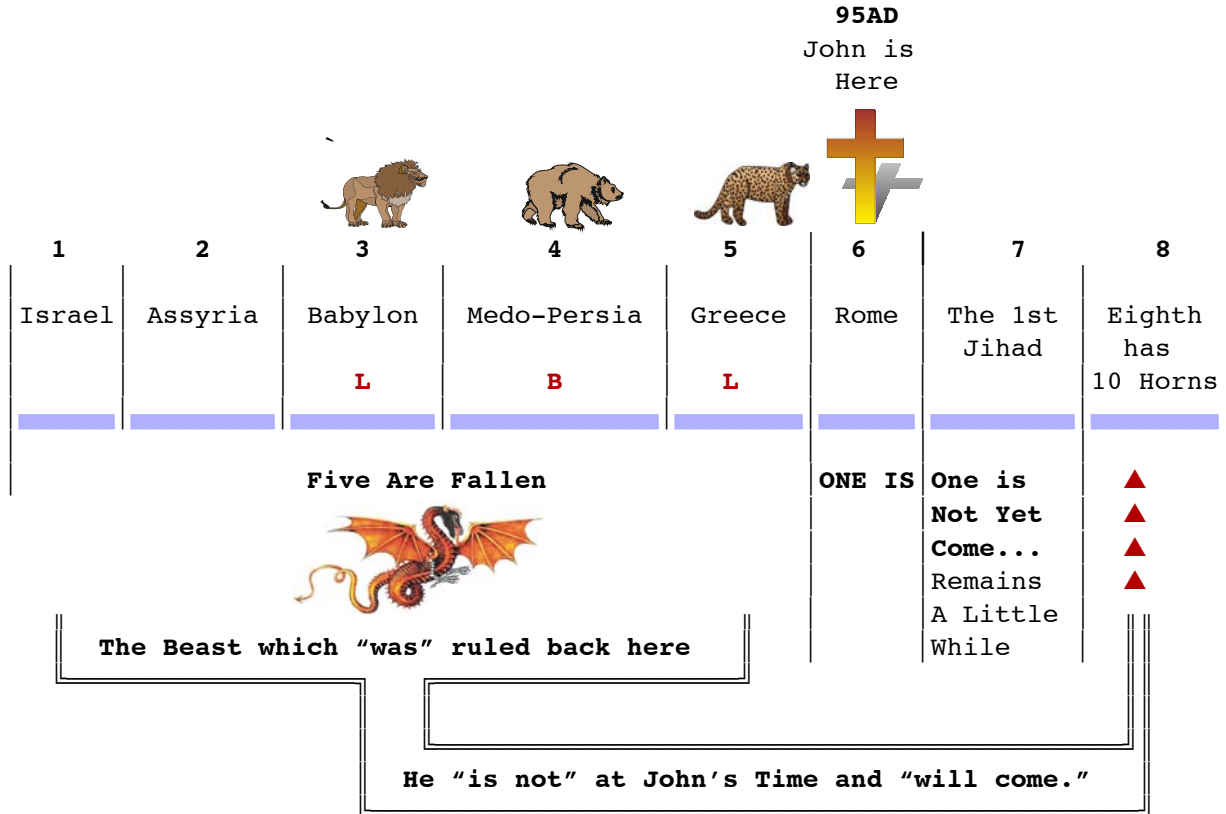 95AD
John is
Here
`
1 2 3 4 5 6 7 8
Israel Assyria Babylon Medo-Persia Greece Rome The 1st Eighth
Jihad has
L B L 10 Horns
Five Are Fallen ONE IS One is
Not Yet
Come...
Remains
A Little
The Beast which “was” ruled back here While
He “is not” at John’s Time and “will come.”